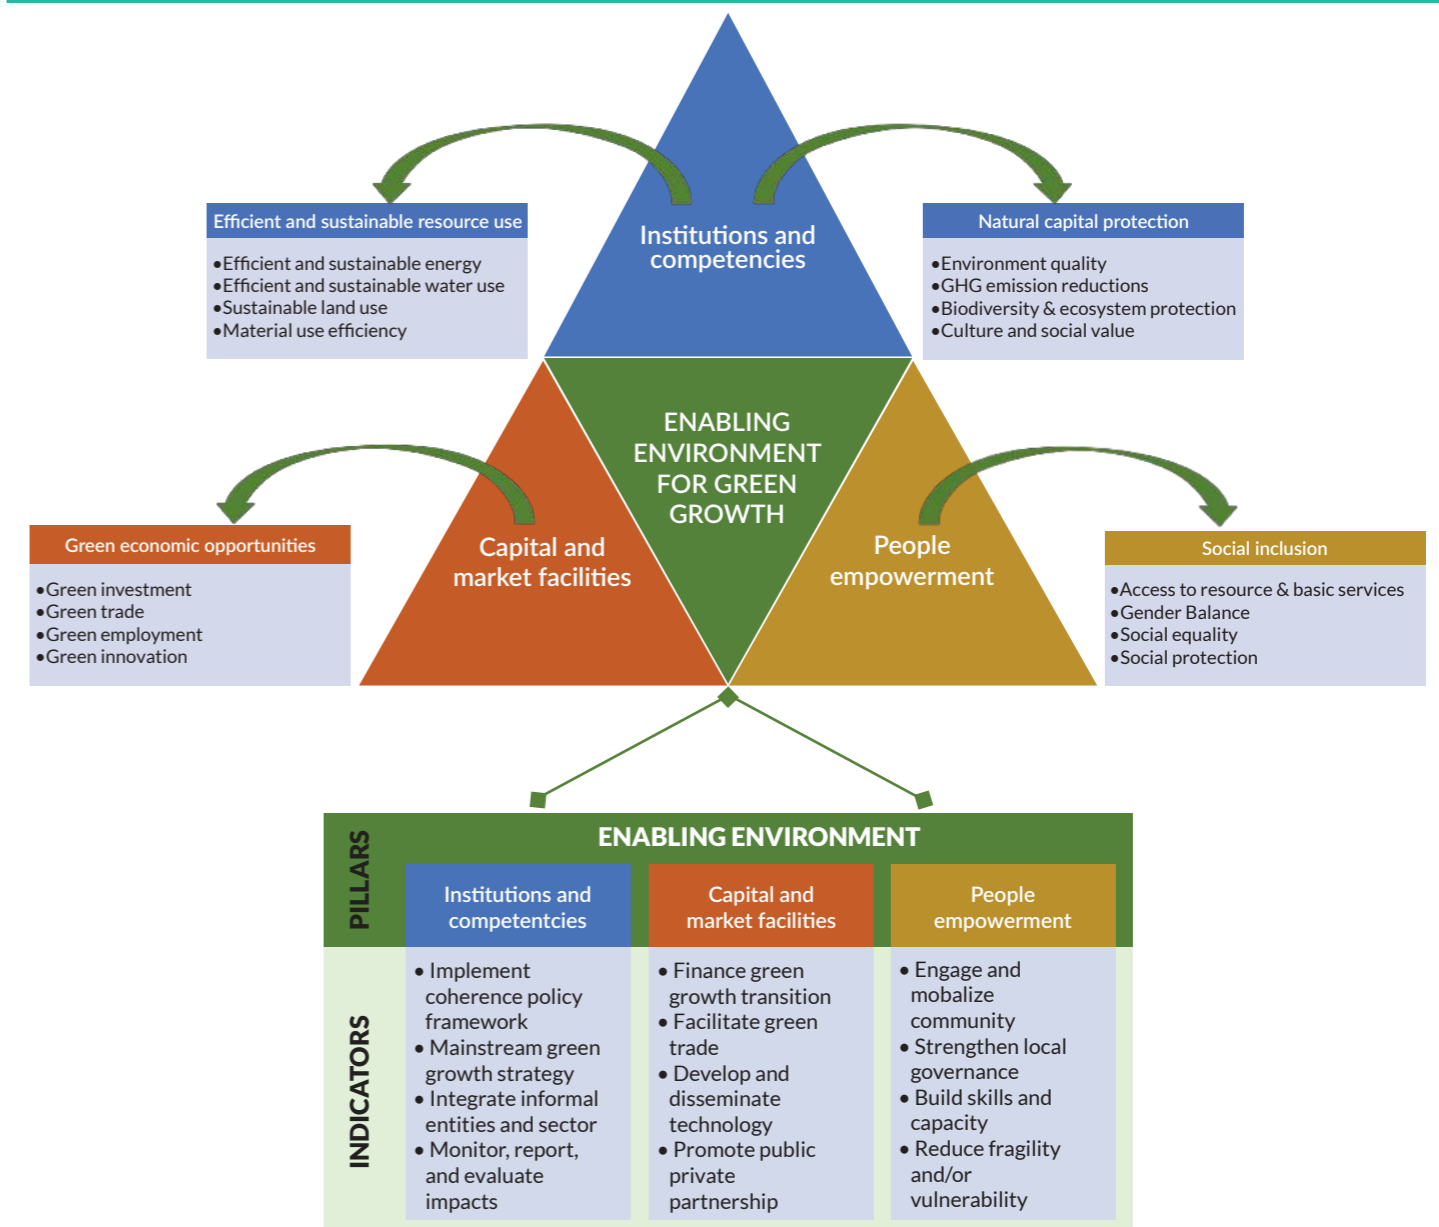 Institutions and
competencies
Efficient and sustainable resource use
•Efficient and sustainable energy
•Efficient and sustainable water use
•Sustainable land use
•Material use efficiency
Natural capital protection
•Environment quality
•GHG emission reductions
•Biodiversity & ecosystem protection
•Culture and social value
ENABLING
ENVIRONMENT
FOR GREEN
GROWTH
Capital and
market facilities
People
empowerment
Green economic opportunities
•Green investment
•Green trade
•Green employment
•Green innovation
Social inclusion
•Access to resource & basic services
•Gender Balance
•Social equality
•Social protection
PILLARS
ENABLING ENVIRONMENT
Institutions and
competentcies
Capital and
market facilities
People
empowerment
INDICATORS
• Implement
coherence policy
framework
• Mainstream green
growth strategy
• Integrate informal
entities and sector
• Monitor, report,
and evaluate
impacts
• Finance green
growth transition
• Facilitate green
trade
• Develop and
disseminate
technology
• Promote public
private
partnership
• Engage and
mobalize
community
• Strengthen local
governance
• Build skills and
capacity
• Reduce fragility
and/or
vulnerability